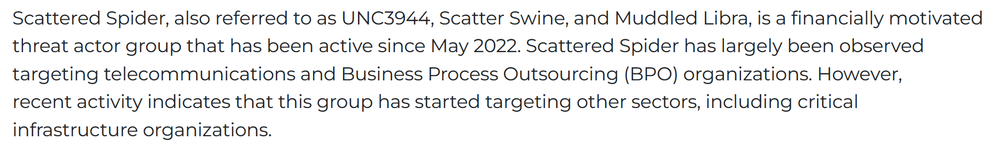 Scattered Spider, also referred to as UNC3944, Scatter Swine, and Muddled Libra, is a financially motivated
threat actor group that has been active since May 2022. Scattered Spider has largely been observed
targeting telecommunications and Business Process Outsourcing (BPO) organizations. However,
recent activity indicates that this group has started targeting other sectors, including critical
infrastructure organizations.